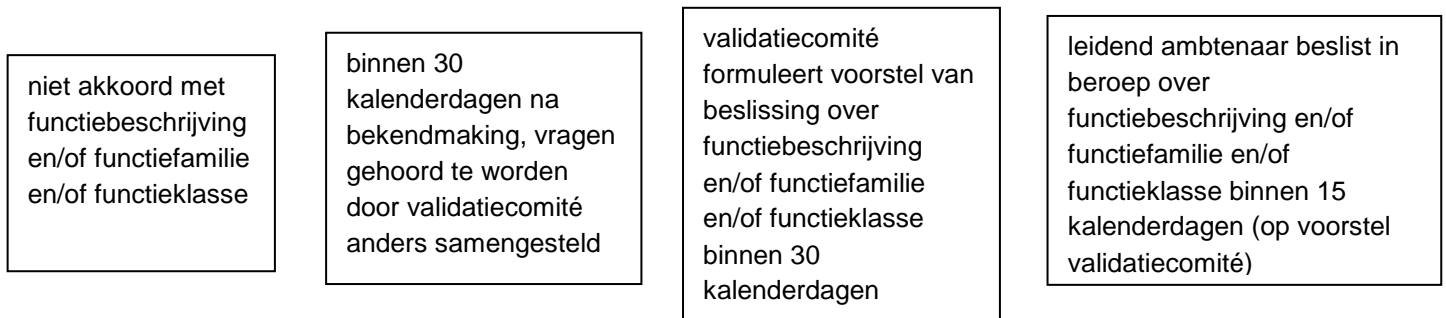 niet akkoord met
functiebeschrijving
en/of functiefamilie
en/of functieklasse
binnen 30
kalenderdagen na
bekendmaking, vragen
gehoord te worden
door validatiecomité
anders samengesteld
validatiecomité
formuleert voorstel van
beslissing over
functiebeschrijving
en/of functiefamilie
en/of functieklasse
binnen 30
kalenderdagen
leidend ambtenaar beslist in
beroep over
functiebeschrijving en/of
functiefamilie en/of
functieklasse binnen 15
kalenderdagen (op voorstel
validatiecomité)